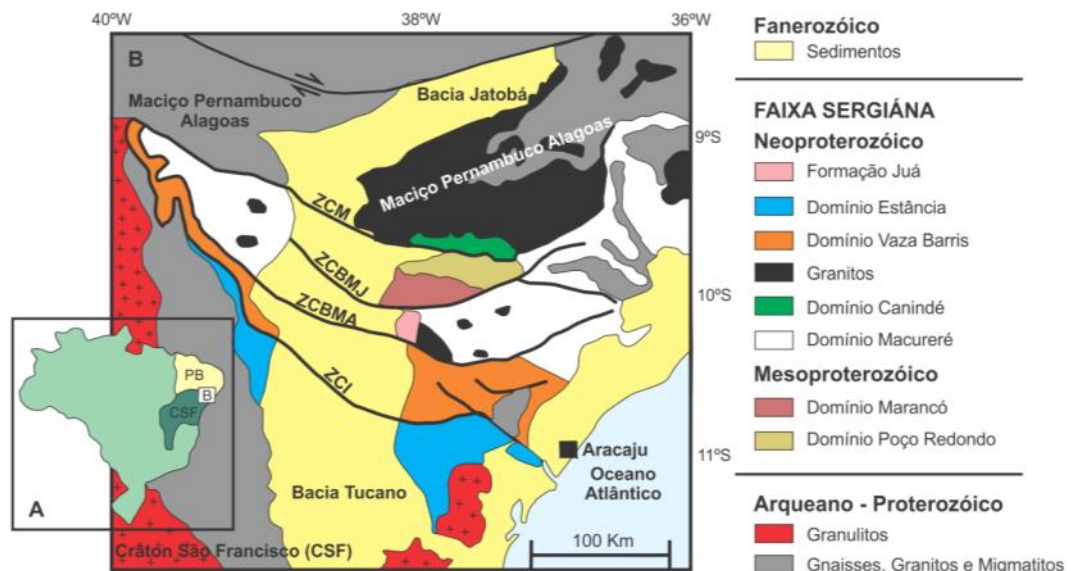 40ºW
38ºW
36ºW
B
Maciço Pernambuco
Alagoas
Bacia Jatobá
Maciço Pernambuco Alagoas
9ºS
ZCM
ZCBMJ
ZCBMA
10ºS
ZCI
PB
B
CSF
A
Aracaju
11ºS
Oceano
Atlântico
Bacia Tucano
100 Km
Cráton São Francisco (CSF)
Fanerozóico
Sedimentos
FAIXA SERGIÁNA
Neoproterozóico
Formação Juá
Domínio Estância
Domínio Vaza Barris
Granitos
Domínio Canindé
Domínio Macureré
Mesoproterozóico
Domínio Marancó
Domínio Poço Redondo
Arqueano - Proterozóico
Granulitos
Gnaisses, Granitos e Migmatitos